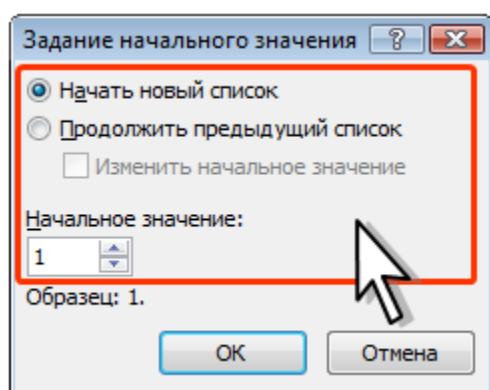 Задание начального значения
Начать новый список
Продолжить предыдущий список
Изменить начальное значение
Начальное значение:
1
Образец: 1.
ОК Отмена